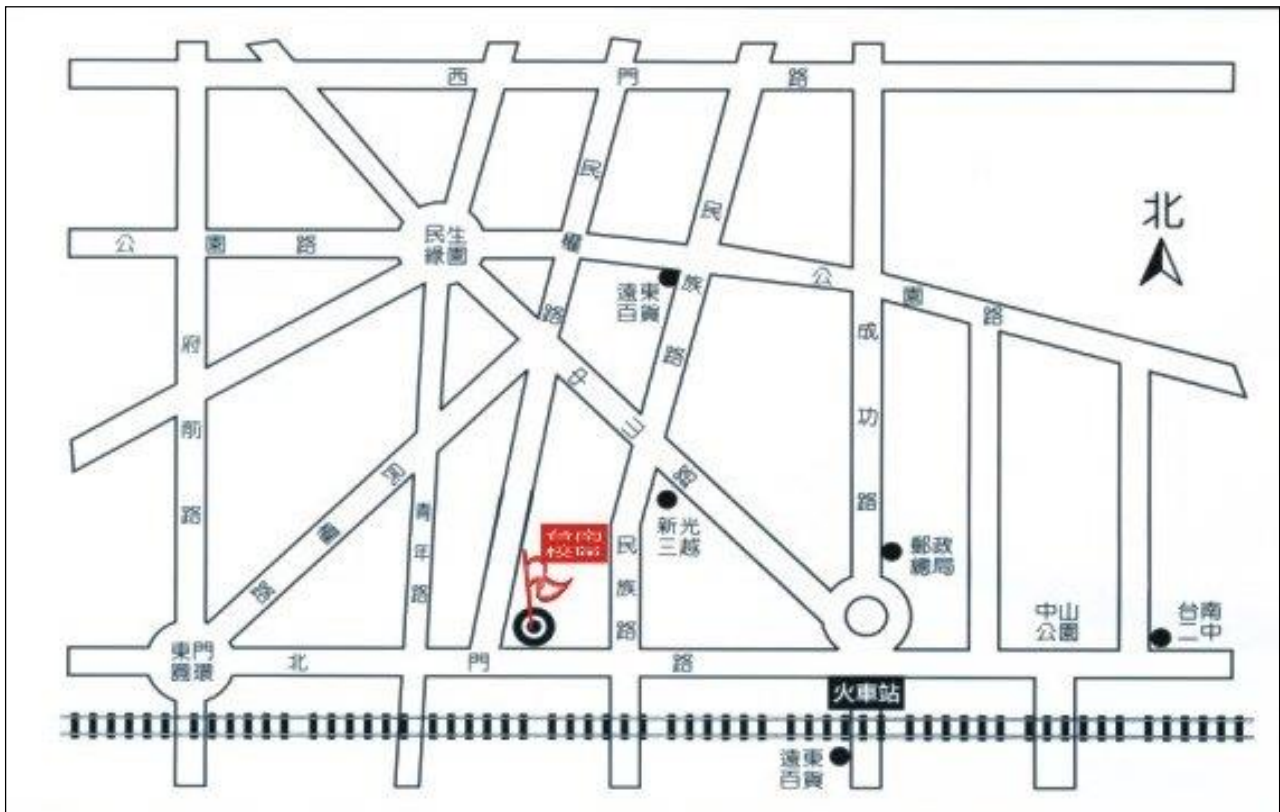 西門路
北
公園路
民生
綠園
民權路
民族路
公園路
遠東
百貨
府前路
中山路
成功路
民權路
青年路
台南
校區
民族路
新光
三越
郵政
總局
中山
公園
台南
二中
東門
圓環
北門路
火車站
遠東
百貨